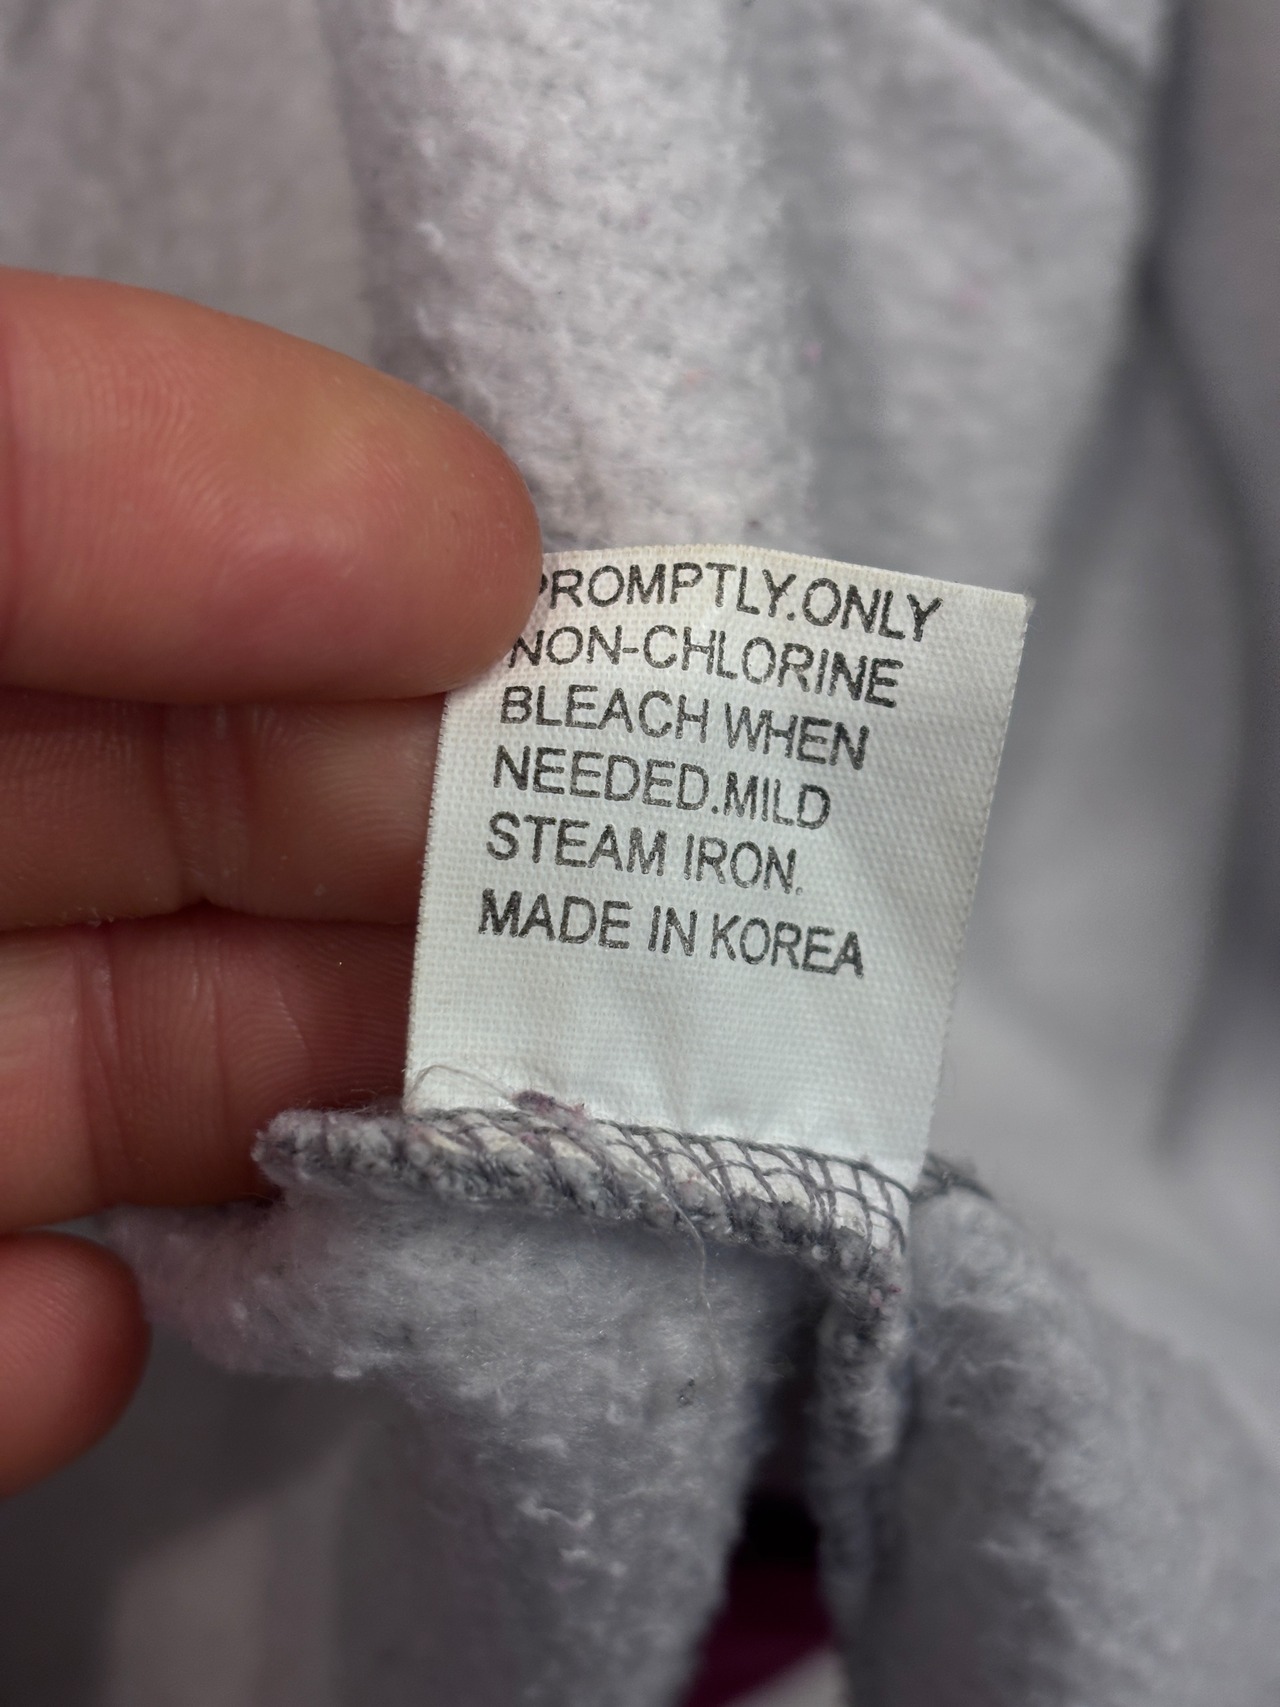 PROMPTLY.ONLY
NON-CHLORINE
BLEACH WHEN
NEEDED.MILD
STEAM IRON.
MADE IN KOREA